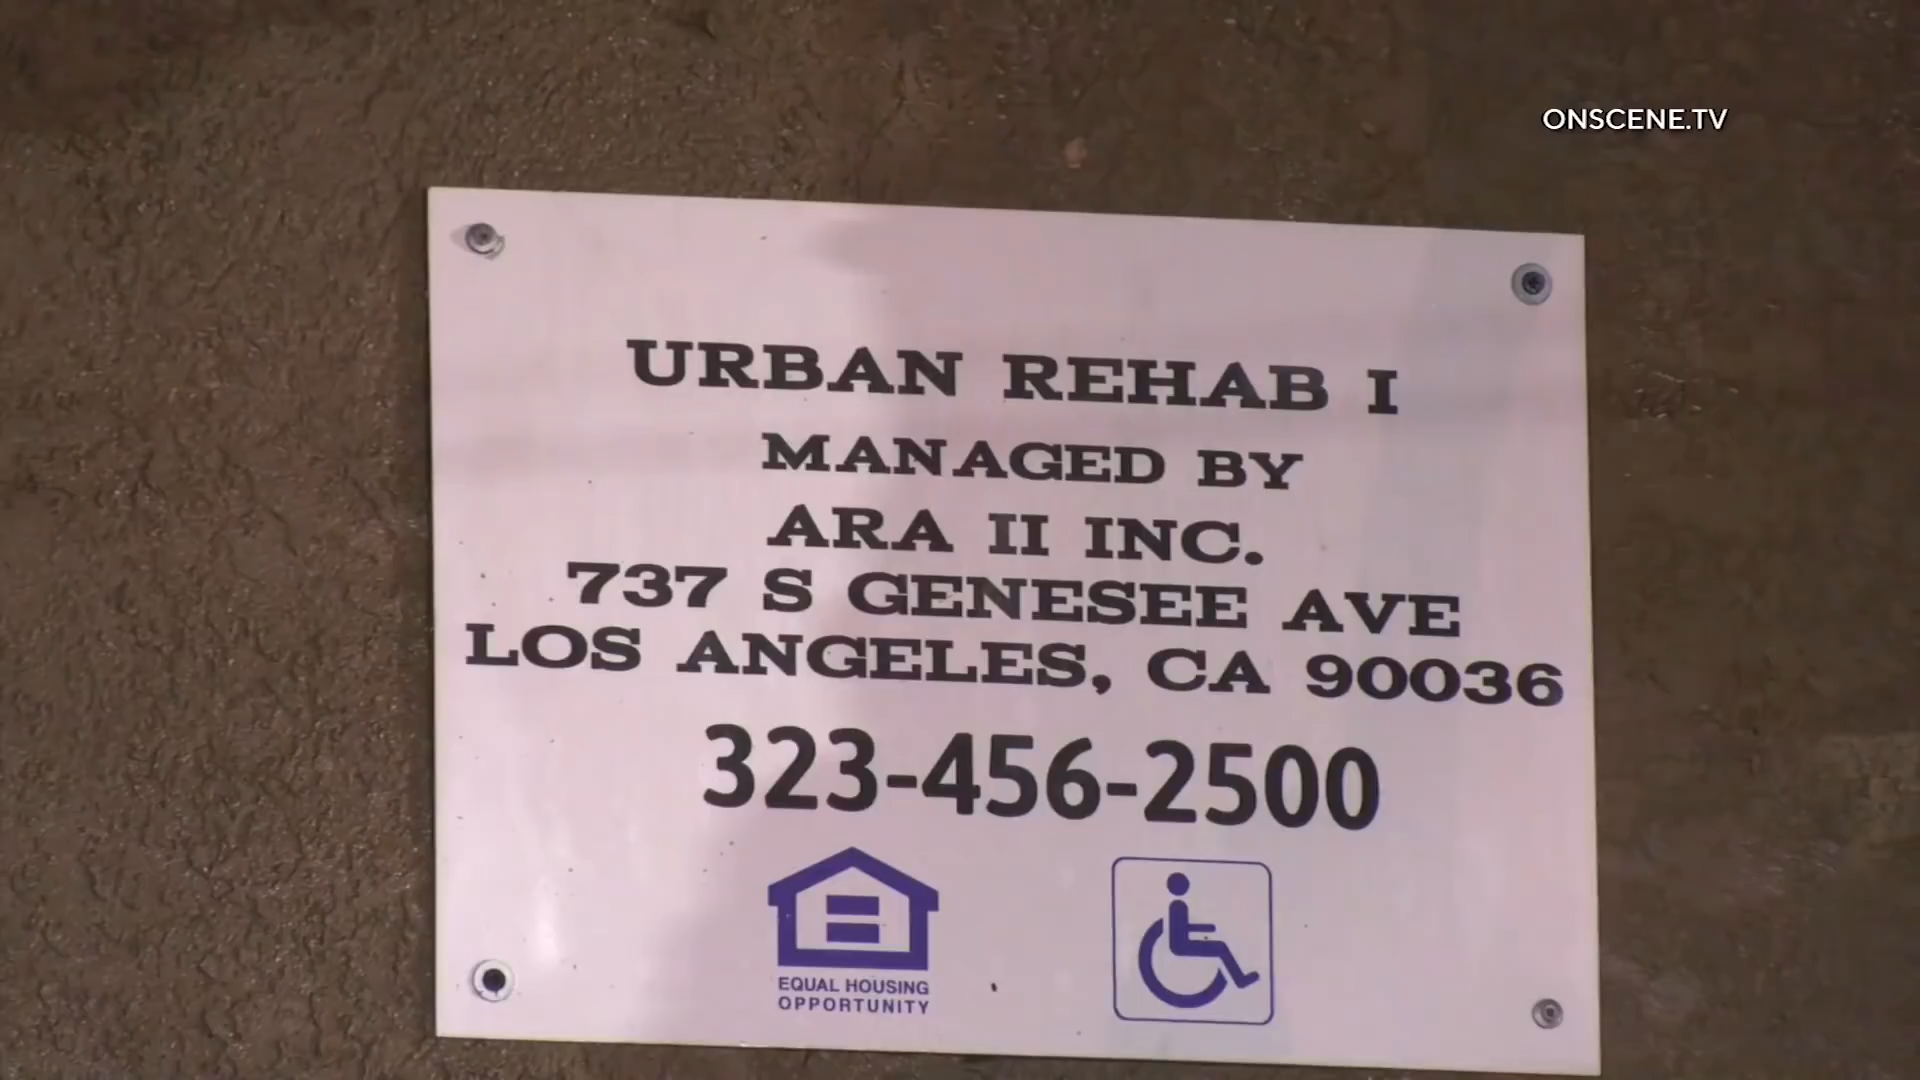 ONSCENE.TV
URBAN REHAB I
MANAGED BY
ARA II INC.
737 S GENESEE AVE
LOS ANGELES, CA 90036
323-456-2500
EQUAL HOUSING
OPPORTUNITY